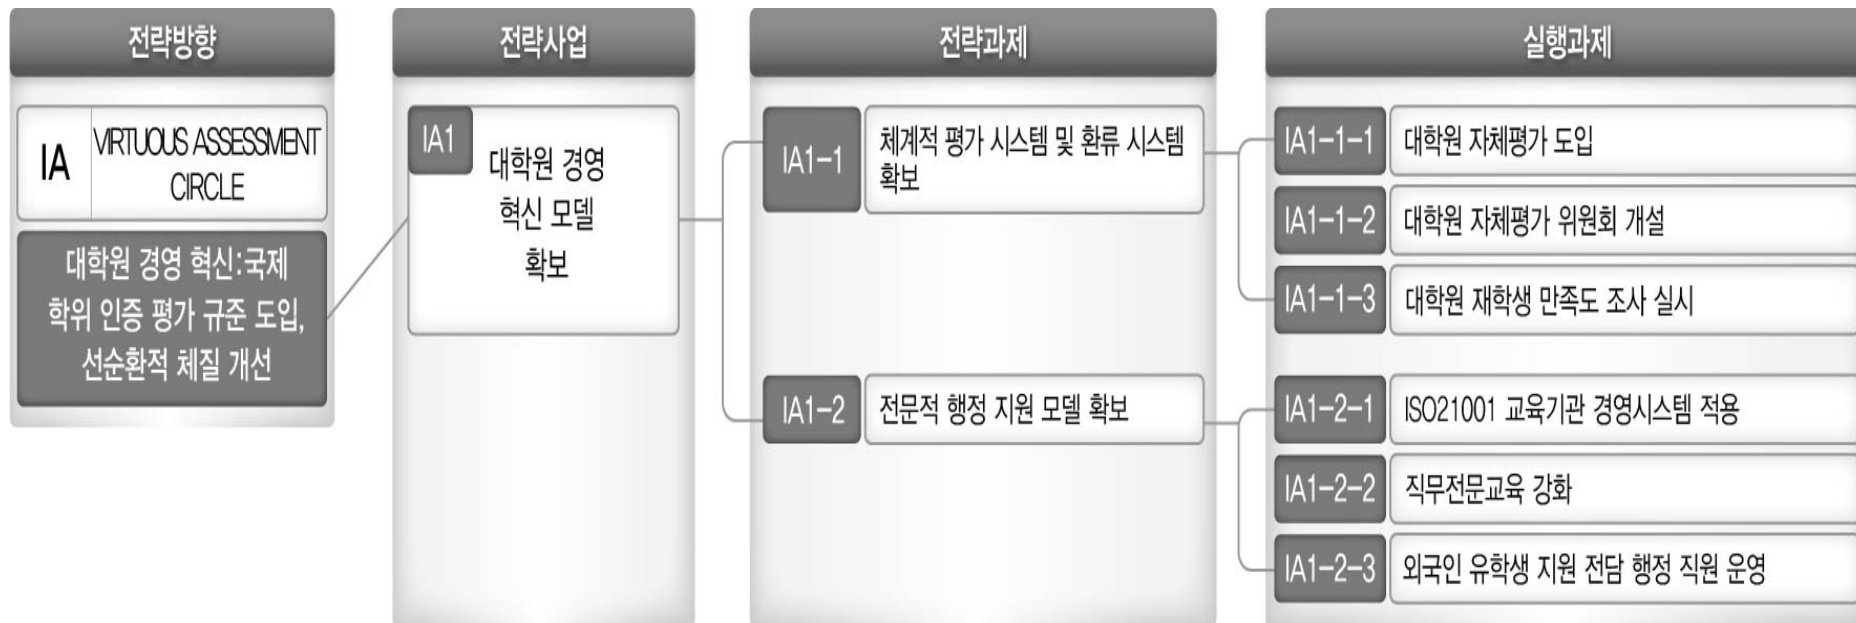 전략방향
IA
VIRTUOUS ASSESSMENT
CIRCLE
대학원 경영 혁신:국제
학위 인증 평가 규준 도입,
선순환적 체질 개선
전략사업
IA1
대학원 경영
혁신 모델
확보
전략과제
IA1-1
체계적 평가 시스템 및 환류 시스템
확보
IA1-2
전문적 행정 지원 모델 확보
실행과제
IA1-1-1
대학원 자체평가 도입
IA1-1-2
대학원 자체평가 위원회 개설
IA1-1-3
대학원 재학생 만족도 조사 실시
IA1-2-1
ISO21001 교육기관 경영시스템 적용
IA1-2-2
직무전문교육 강화
IA1-2-3
외국인 유학생 지원 전담 행정 직원 운영